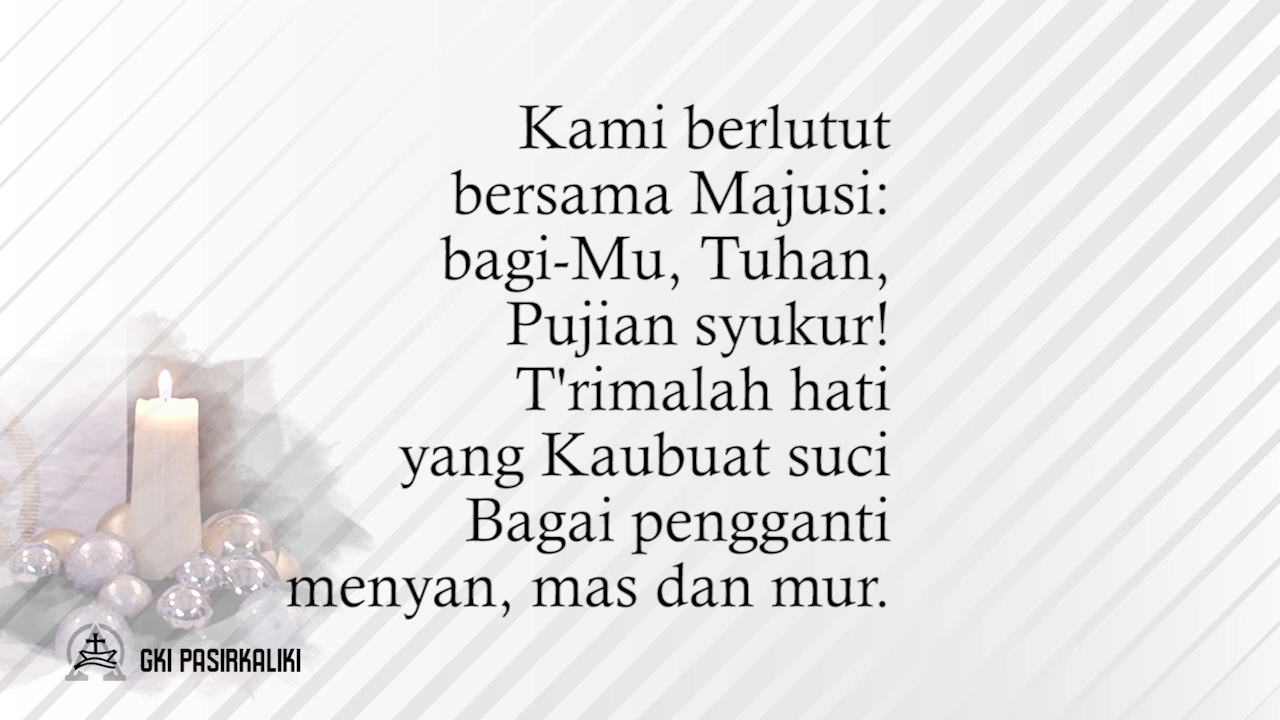 Kami berlutut
bersama Majusi:
bagi-Mu, Tuhan,
Pujian syukur!
T'rimalah hati
yang Kaubuat suci
Bagai pengganti
menyan, mas dan mur.
GKI PASIRKALIKI